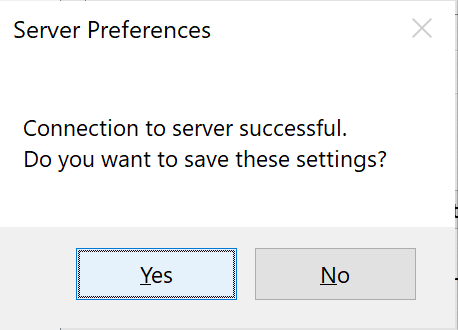 Server Preferences
Connection to server successful.
Do you want to save these settings?
Yes
No